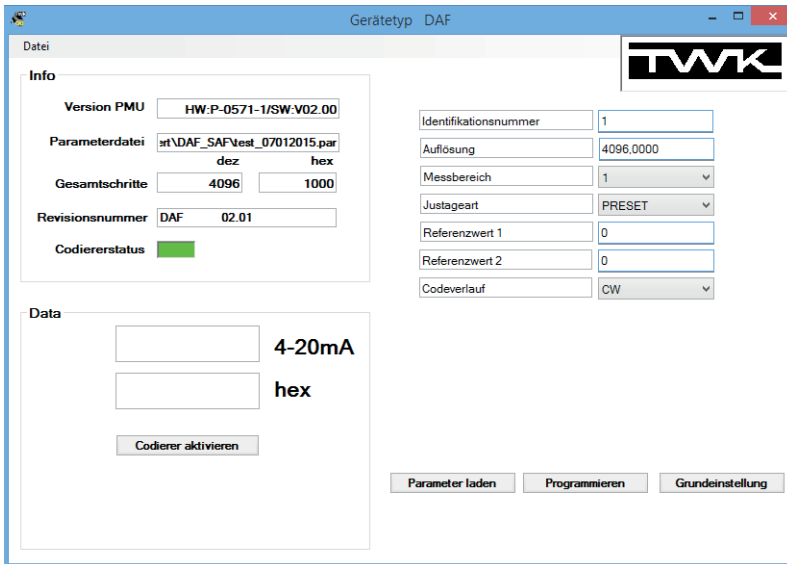 Gerätetyp DAF
Datei
TWK
Info
Version PMU HW:P-0571-1/SW:V02.00
Parameterdatei ert\DAF_SAF\test_07012015.par
dez hex
Gesamtschritte 4096 1000
Revisionsnummer DAF 02.01
Codiererstatus
Identifikationsnummer 1
Auflösung 4096,0000
Messbereich 1
Justageart PRESET
Referenzwert 1 0
Referenzwert 2 0
Codeverlauf CW
Data
4-20mA
hex
Codierer aktivieren
Parameter laden Programmieren Grundeinstellung